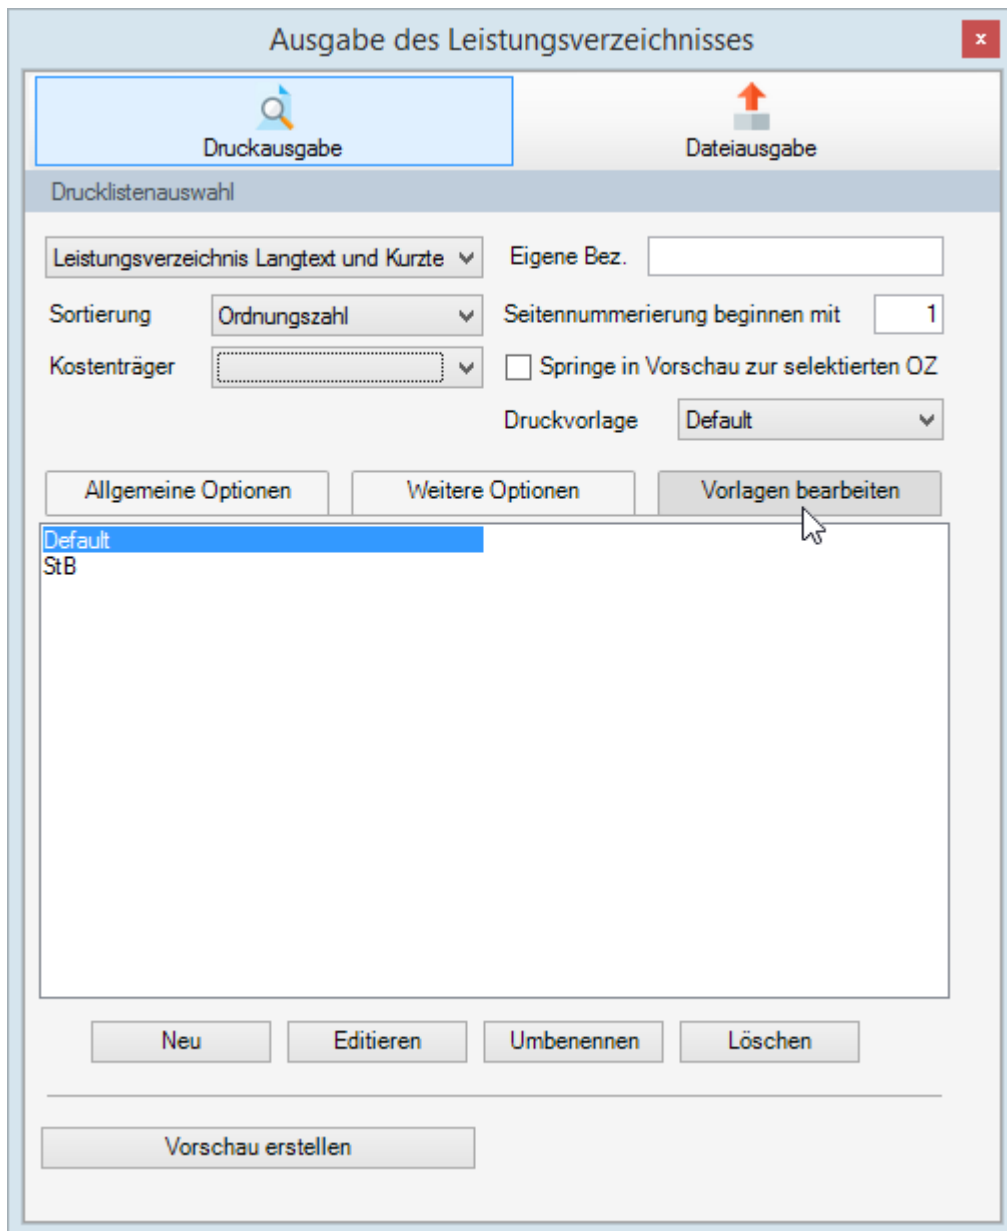 Ausgabe des Leistungsverzeichnisses
x
Druckausgabe
Dateiausgabe
Drucklistenauswahl
Leistungsverzeichnis Langtext und Kurzte
Eigene Bez.
Sortierung
Ordnungszahl
Seitennummerierung beginnen mit
1
Kostenträger
Springe in Vorschau zur selektierten OZ
Druckvorlage
Default
Allgemeine Optionen
Weitere Optionen
Vorlagen bearbeiten
Default
StB
Neu
Editieren
Umbenennen
Löschen
Vorschau erstellen